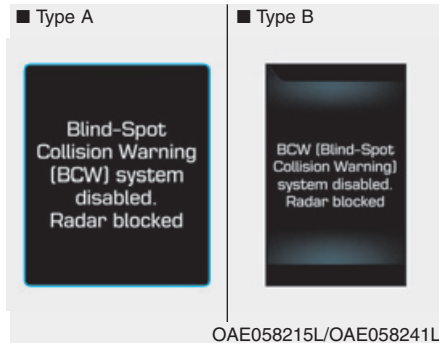 ■ Type A
■ Type B
Blind-Spot
Collision Warning
(BCW) system
disabled.
Radar blocked
BCW (Blind-Spot
Collision Warning)
system disabled.
Radar blocked
OAE058215L/OAE058241L